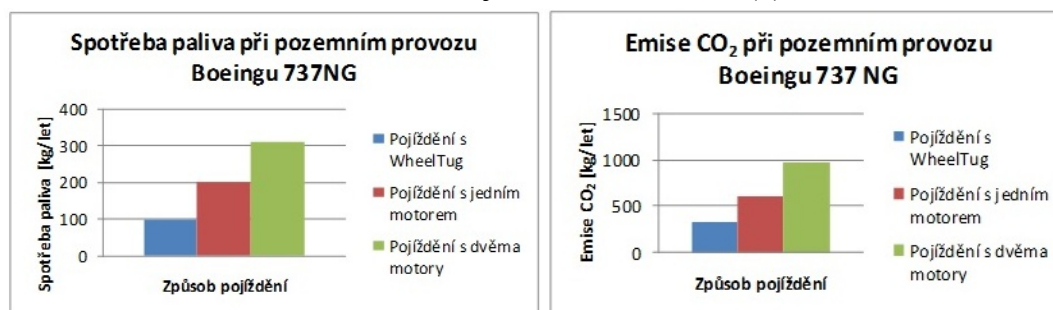 Spotřeba paliva při pozemním provozu
Boeingu 737NG
Spotřeba paliva [kg/let]
400
300
200
100
0
Způsob pojíždění
Pojíždění s
WheelTug
Pojíždění s jedním
motorem
Pojíždění s dvěma
motory
Emise CO₂ při pozemním provozu
Boeingu 737 NG
Emise CO₂ [kg/let]
1500
1000
500
0
Způsob pojíždění
Pojíždění s
WheelTug
Pojíždění s jedním
motorem
Pojíždění s dvěma
motory